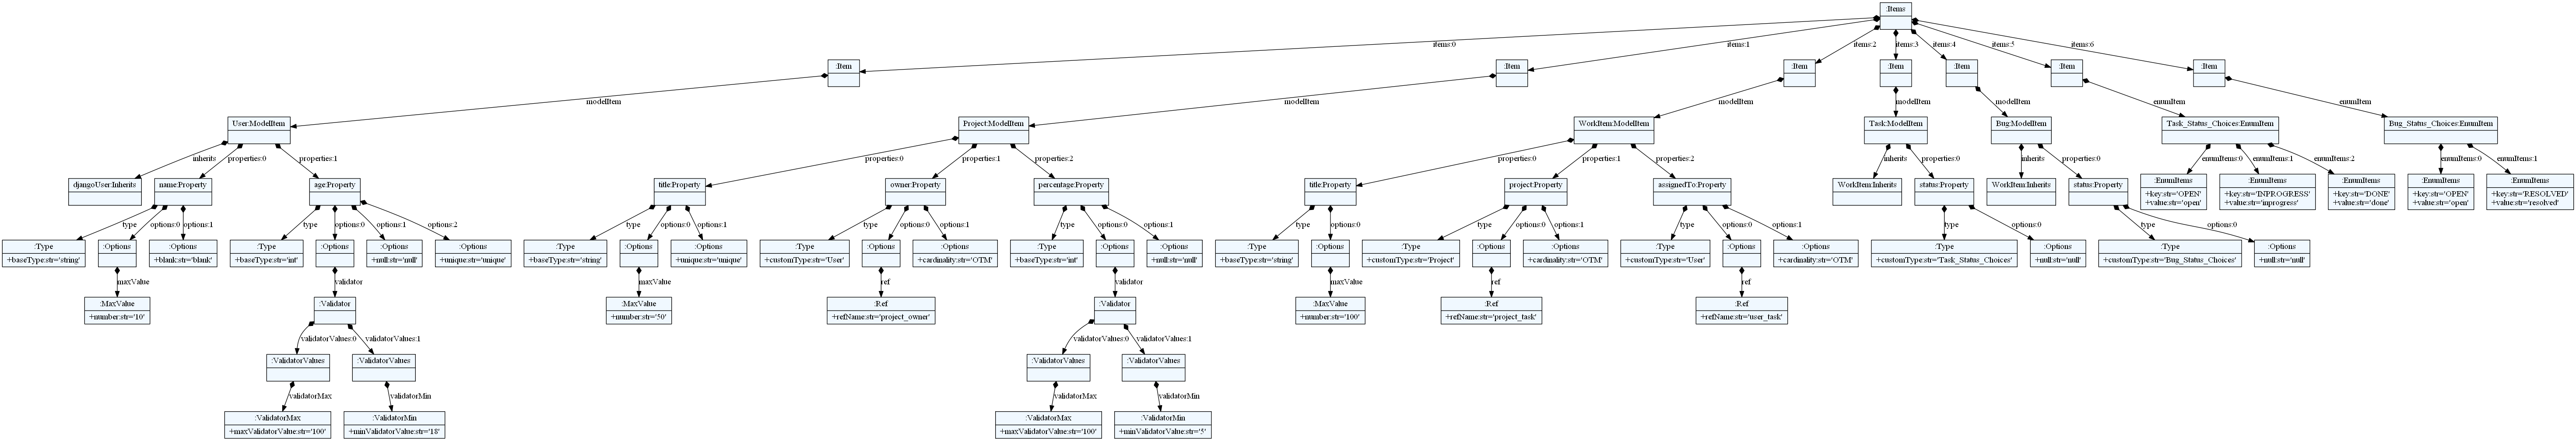 :Items
items:0
items:1
items:2
items:3
items:4
items:5
items:6
:Item
:Item
:Item
:Item
:Item
:Item
:Item
modelItem
modelItem
modelItem
modelItem
modelItem
enumItem
enumItem
User:ModelItem
Project:ModelItem
WorkItem:ModelItem
Task:ModelItem
Bug:ModelItem
Task_Status_Choices:EnumItem
Bug_Status_Choices:EnumItem
inherits
properties:0
properties:1
properties:0
properties:1
properties:2
properties:0
properties:1
properties:2
inherits
properties:0
inherits
properties:0
enumItems:0
enumItems:1
enumItems:2
enumItems:0
enumItems:1
djangoUser:Inherits
name:Property
age:Property
title:Property
owner:Property
percentage:Property
title:Property
project:Property
assignedTo:Property
WorkItem:Inherits
status:Property
WorkItem:Inherits
status:Property
:EnumItems
+key:str='OPEN'
+value:str='open'
:EnumItems
+key:str='INPROGRESS'
+value:str='inprogress'
:EnumItems
+key:str='DONE'
+value:str='done'
:EnumItems
+key:str='OPEN'
+value:str='open'
:EnumItems
+key:str='RESOLVED'
+value:str='resolved'
type
options:0
options:1
type
options:0
options:1
options:2
type
options:0
options:1
type
options:0
options:1
type
options:0
options:1
type
options:0
type
options:0
options:1
type
options:0
options:1
type
options:0
type
options:0
:Type
+baseType:str='string'
:Options
:Options
+blank:str='blank'
:Type
+baseType:str='int'
:Options
:Options
+null:str='null'
:Options
+unique:str='unique'
:Type
+baseType:str='string'
:Options
:Options
+unique:str='unique'
:Type
+customType:str='User'
:Options
:Options
+cardinality:str='OTM'
:Type
+baseType:str='int'
:Options
:Options
+null:str='null'
:Type
+baseType:str='string'
:Options
:Type
+customType:str='Project'
:Options
:Options
+cardinality:str='OTM'
:Type
+customType:str='User'
:Options
:Options
+cardinality:str='OTM'
:Type
+customType:str='Task_Status_Choices'
:Options
+null:str='null'
:Type
+customType:str='Bug_Status_Choices'
:Options
+null:str='null'
maxValue
validator
maxValue
ref
validator
maxValue
ref
ref
:MaxValue
+number:str='10'
:Validator
:MaxValue
+number:str='50'
:Ref
+refName:str='project_owner'
:Validator
:MaxValue
+number:str='100'
:Ref
+refName:str='project_task'
:Ref
+refName:str='user_task'
validatorValues:0
validatorValues:1
validatorValues:0
validatorValues:1
:ValidatorValues
:ValidatorValues
:ValidatorValues
:ValidatorValues
validatorMax
validatorMin
validatorMax
validatorMin
:ValidatorMax
+maxValidatorValue:str='100'
:ValidatorMin
+minValidatorValue:str='18'
:ValidatorMax
+maxValidatorValue:str='100'
:ValidatorMin
+minValidatorValue:str='5'